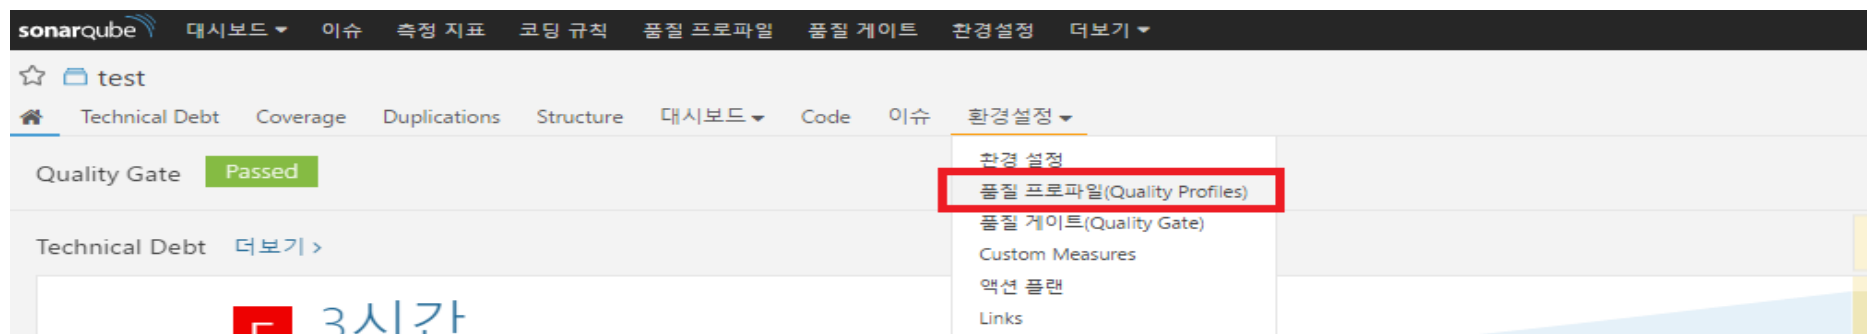 sonarqube 대시보드 이슈 측정 지표 코딩 규칙 품질 프로파일 품질 게이트 환경설정 더보기
test
Technical Debt Coverage Duplications Structure 대시보드 Code 이슈 환경설정
환경 설정
Quality Gate Passed
품질 프로파일(Quality Profiles)
품질 게이트(Quality Gate)
Technical Debt 더보기 >
Custom Measures
액션 플랜
Links
3시간